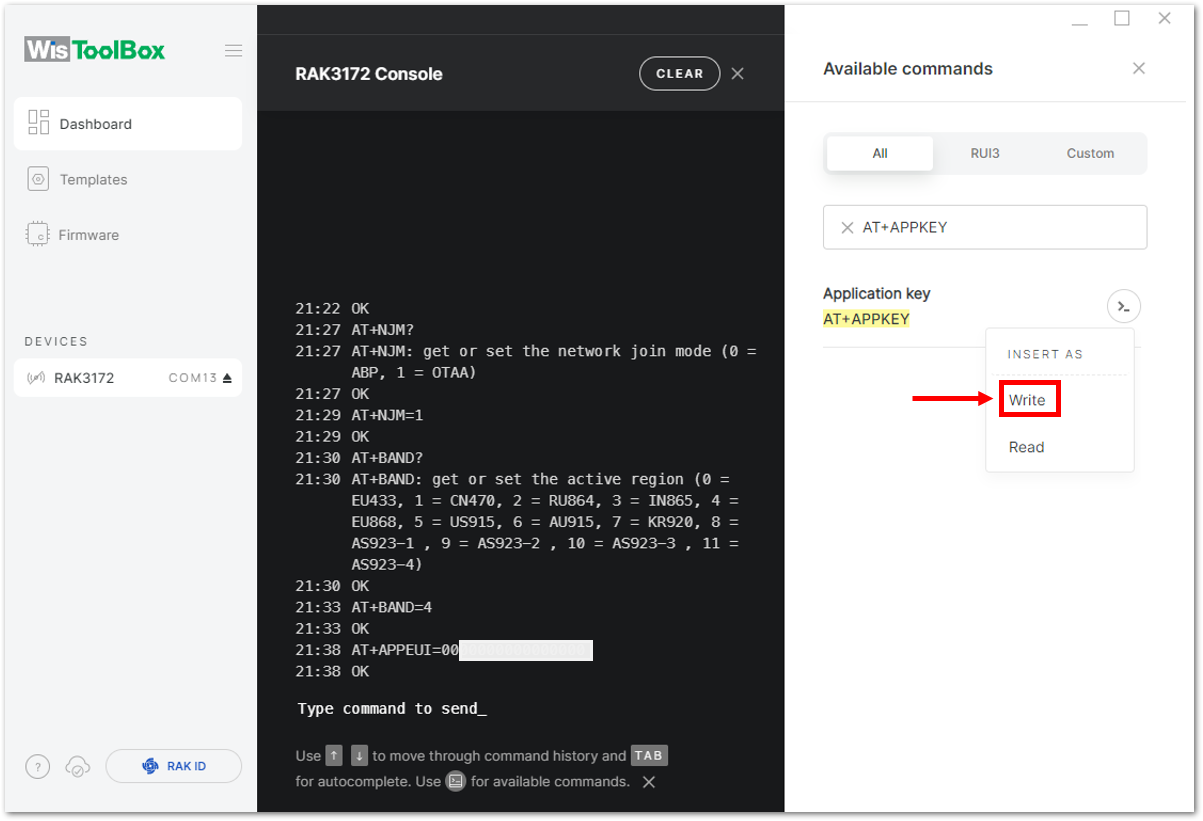 WisToolBox
Dashboard
Templates
Firmware
DEVICES
RAK3172 COM13
?
RAK ID
RAK3172 Console
CLEAR
21:22 OK
21:27 AT+NJM?
21:27 AT+NJM: get or set the network join mode (0 =
ABP, 1 = OTAA)
21:27 OK
21:29 AT+NJM=1
21:29 OK
21:30 AT+BAND?
21:30 AT+BAND: get or set the active region (0 =
EU433, 1 = CN470, 2 = RU864, 3 = IN865, 4 =
EU868, 5 = US915, 6 = AU915, 7 = KR920, 8 =
AS923-1 , 9 = AS923-2 , 10 = AS923-3 , 11 =
AS923-4)
21:30 OK
21:33 AT+BAND=4
21:33 OK
21:38 AT+APPEUI=00
21:38 OK
Type command to send_
Use ↑ ↓ to move through command history and TAB
for autocomplete. Use for available commands.
Available commands
All RUI3 Custom
AT+APPKEY
Application key
AT+APPKEY
INSERT AS
Write
Read